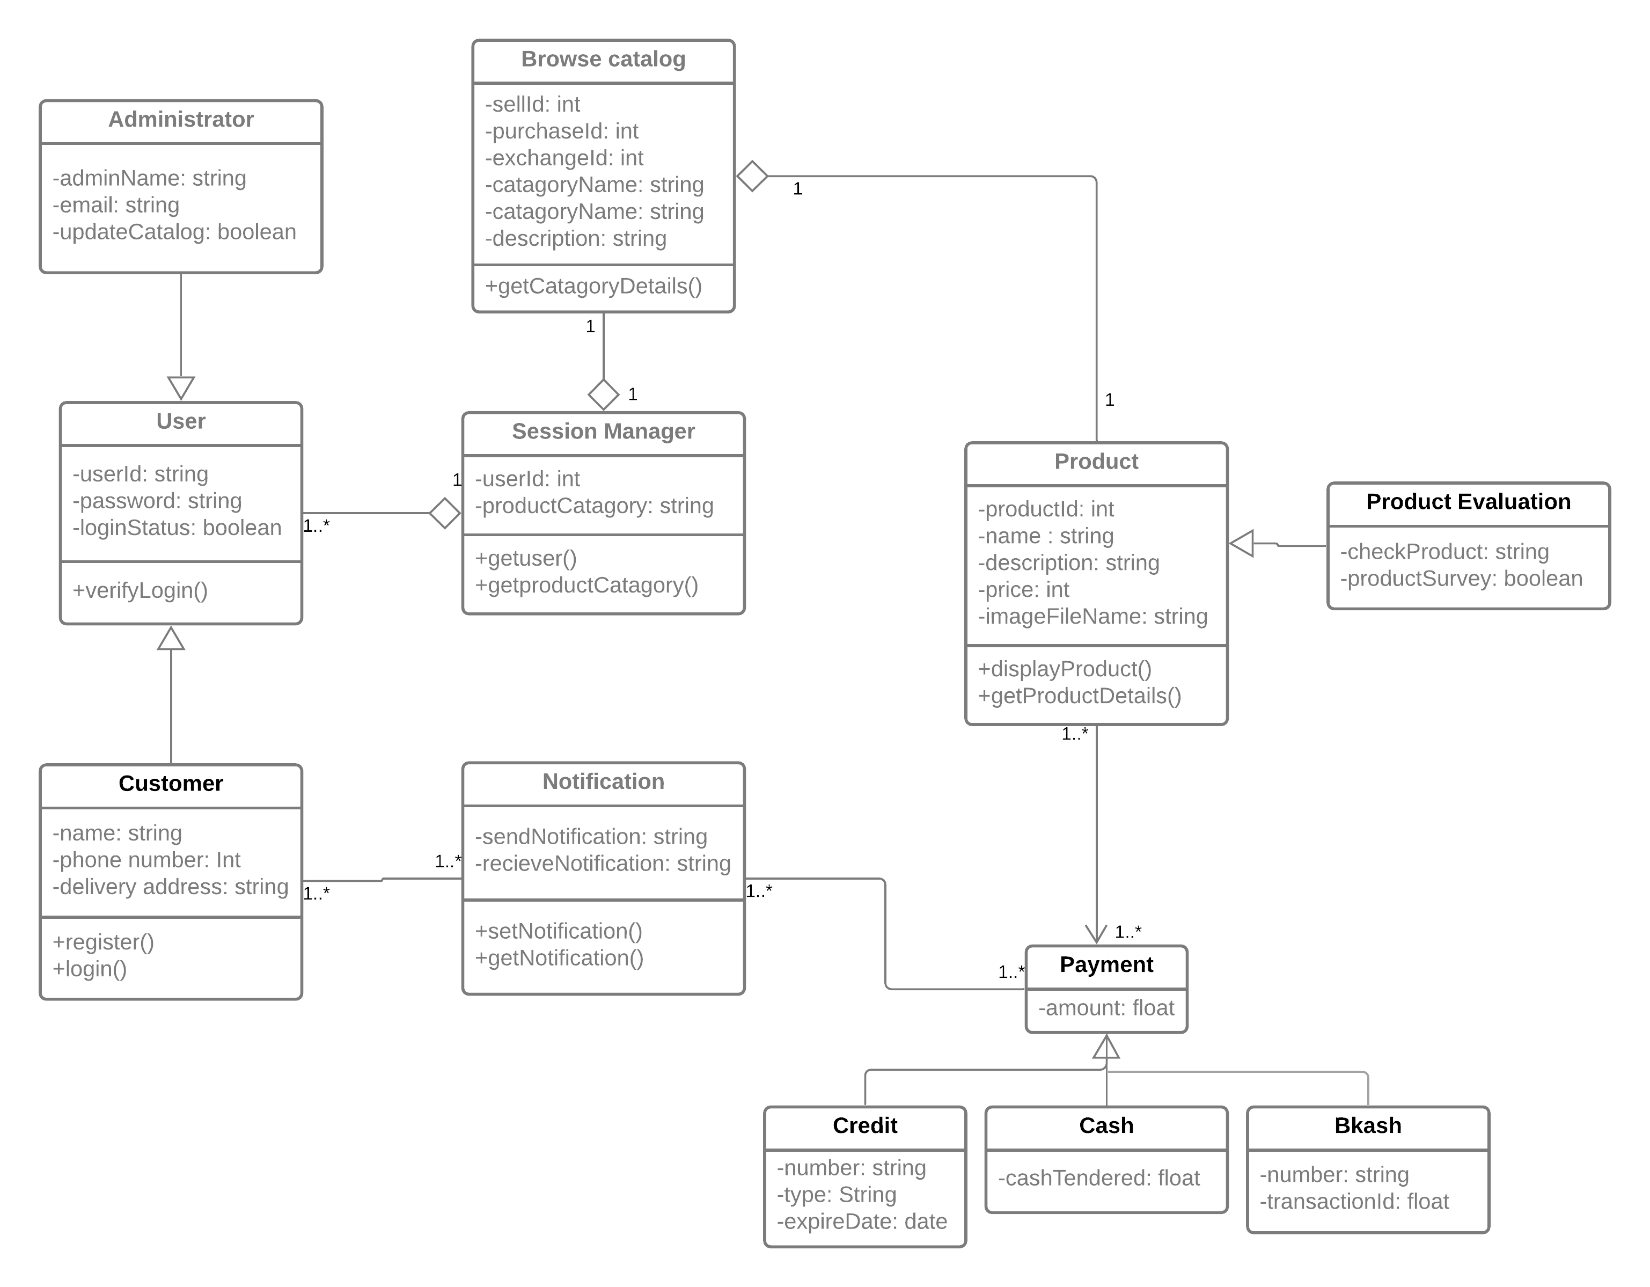 Browse catalog
-sellId: int
-purchaseId: int
-exchangeId: int
-catagoryName: string
-catagoryName: string
-description: string
+getCatagoryDetails()
Administrator
-adminName: string
-email: string
-updateCatalog: boolean
1
1
1
1
User
-userId: string
-password: string
-loginStatus: boolean
+verifyLogin()
1..*
1
Session Manager
-userId: int
-productCatagory: string
+getuser()
+getproductCatagory()
Product
-productId: int
-name : string
-description: string
-price: int
-imageFileName: string
+displayProduct()
+getProductDetails()
Product Evaluation
-checkProduct: string
-productSurvey: boolean
1..*
1..*
Customer
-name: string
-phone number: Int
-delivery address: string
+register()
+login()
1..*
1..*
Notification
-sendNotification: string
-recieveNotification: string
+setNotification()
+getNotification()
1..*
1..*
Payment
-amount: float
Credit
-number: string
-type: String
-expireDate: date
Cash
-cashTendered: float
Bkash
-number: string
-transactionId: float